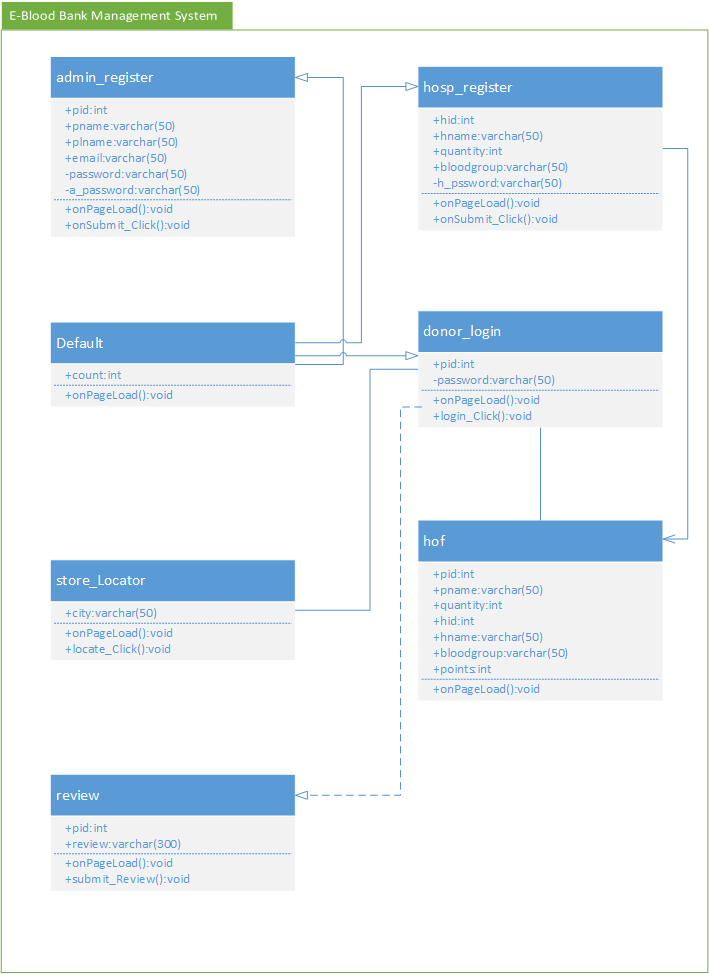 E-Blood Bank Management System
admin_register
+pid:int
+pname:varchar(50)
+plname:varchar(50)
+email:varchar(50)
-password:varchar(50)
-a_password:varchar(50)
+onPageLoad():void
+onSubmit_Click():void
hosp_register
+hid:int
+hname:varchar(50)
+quantity:int
+bloodgroup:varchar(50)
-h_pssword:varchar(50)
+onPageLoad():void
+onSubmit_Click():void
Default
+count:int
+onPageLoad():void
donor_login
+pid:int
-password:varchar(50)
+onPageLoad():void
+login_Click():void
store_Locator
+city:varchar(50)
+onPageLoad():void
+locate_Click():void
hof
+pid:int
+pname:varchar(50)
+quantity:int
+hid:int
+hname:varchar(50)
+bloodgroup:varchar(50)
+points:int
+onPageLoad():void
review
+pid:int
+review:varchar(300)
+onPageLoad():void
+submit_Review():void